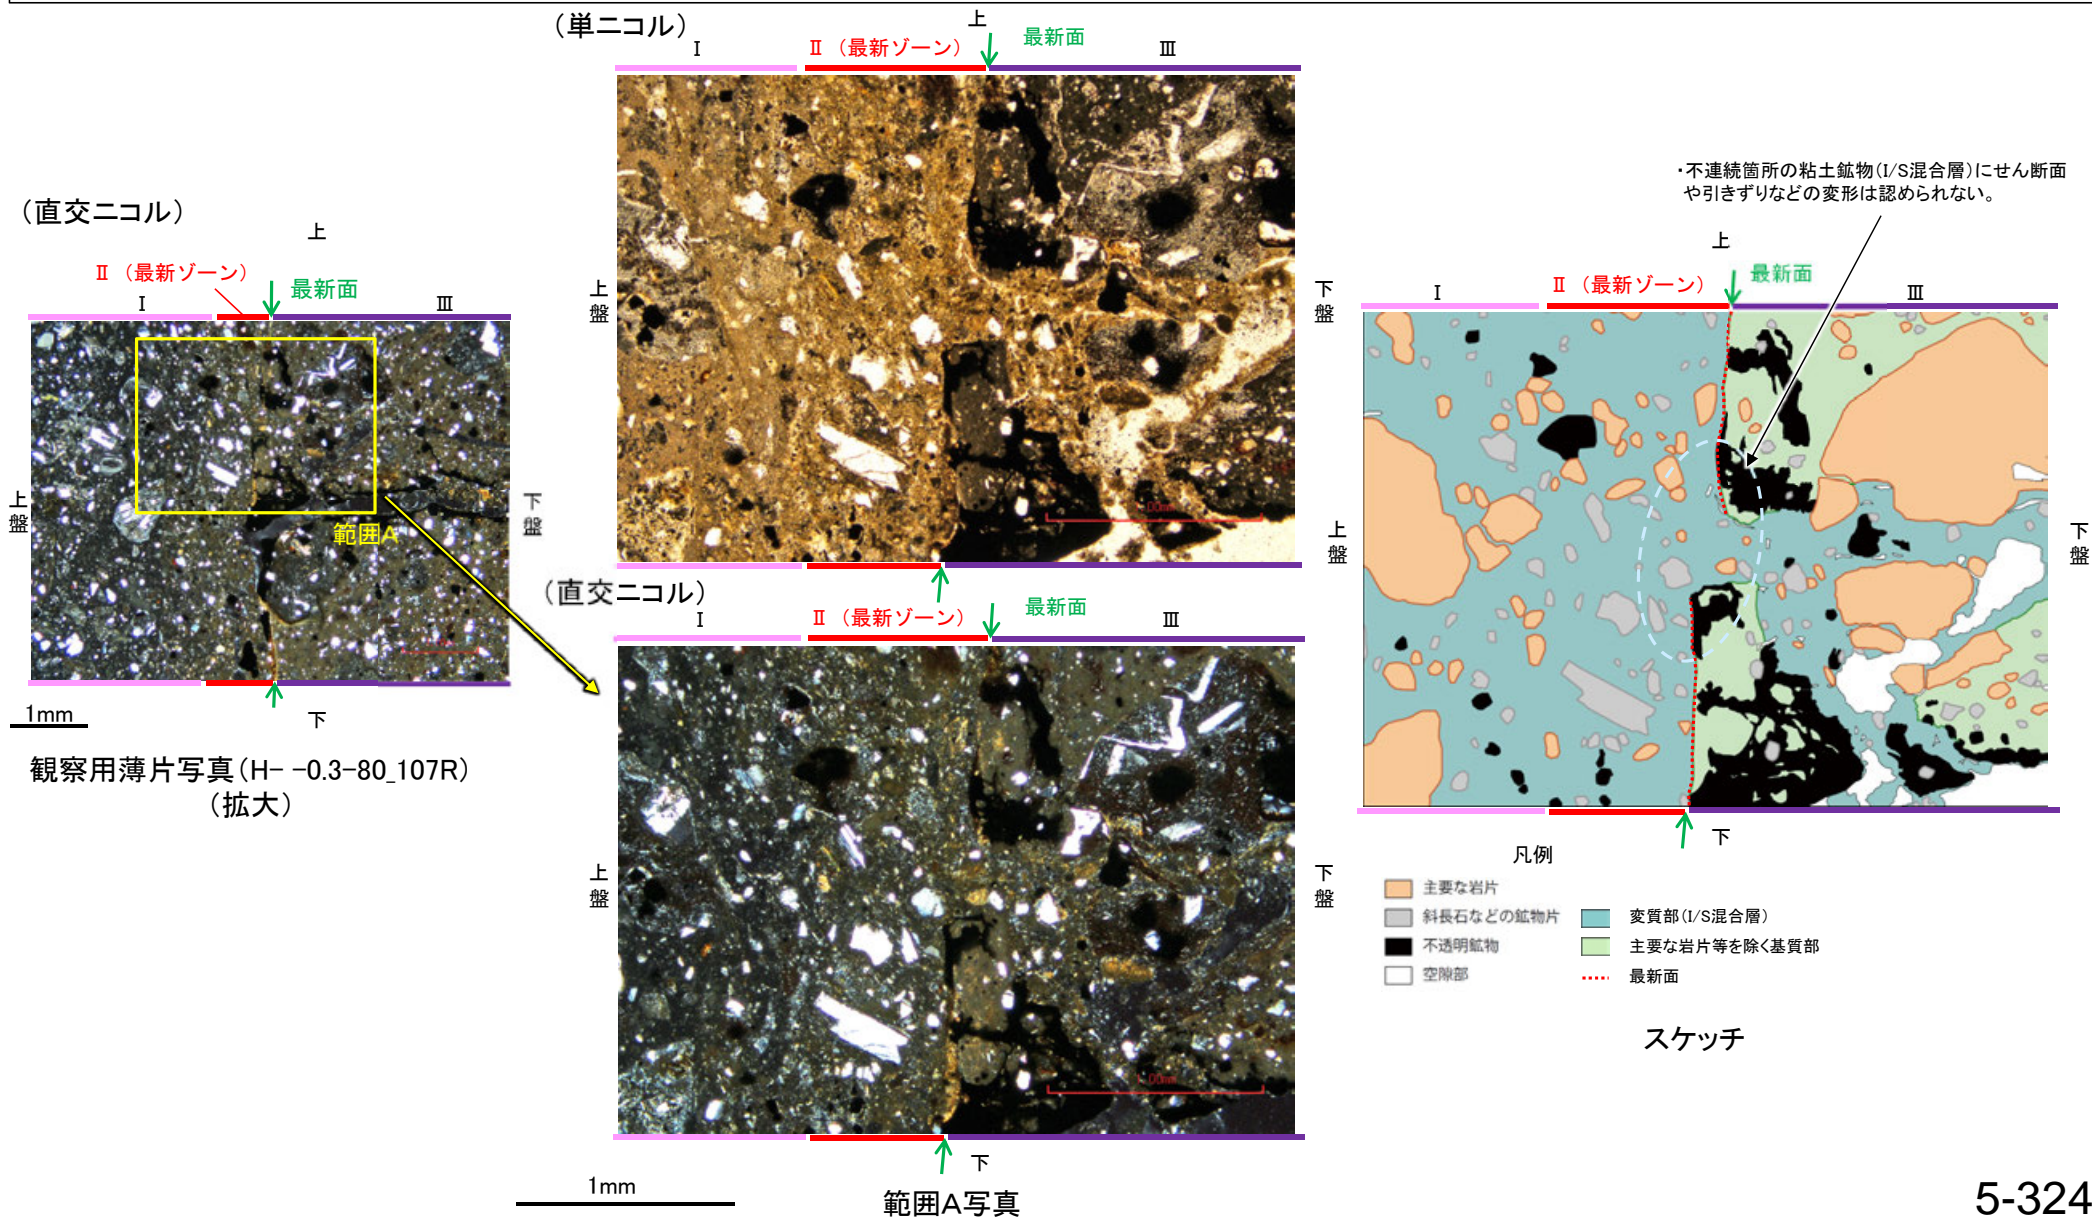 (単ニコル)
上
Ⅰ
Ⅱ (最新ゾーン)
最新面
Ⅲ
上盤
下盤
(直交ニコル)
上
Ⅱ (最新ゾーン)
最新面
Ⅰ
Ⅲ
上盤
下盤
範囲A
下
1mm
観察用薄片写真(H- -0.3-80_107R)
(拡大)
(直交ニコル)
Ⅰ
Ⅱ (最新ゾーン)
最新面
Ⅲ
上盤
下盤
1.00mm
下
1mm
範囲A写真
・不連続箇所の粘土鉱物(I/S混合層)にせん断面
や引きずりなどの変形は認められない。
上
Ⅰ
Ⅱ (最新ゾーン)
最新面
Ⅲ
上盤
下盤
下
凡例
主要な岩片
斜長石などの鉱物片
不透明鉱物
空隙部
変質部(I/S混合層)
主要な岩片等を除く基質部
最新面
スケッチ
5-324